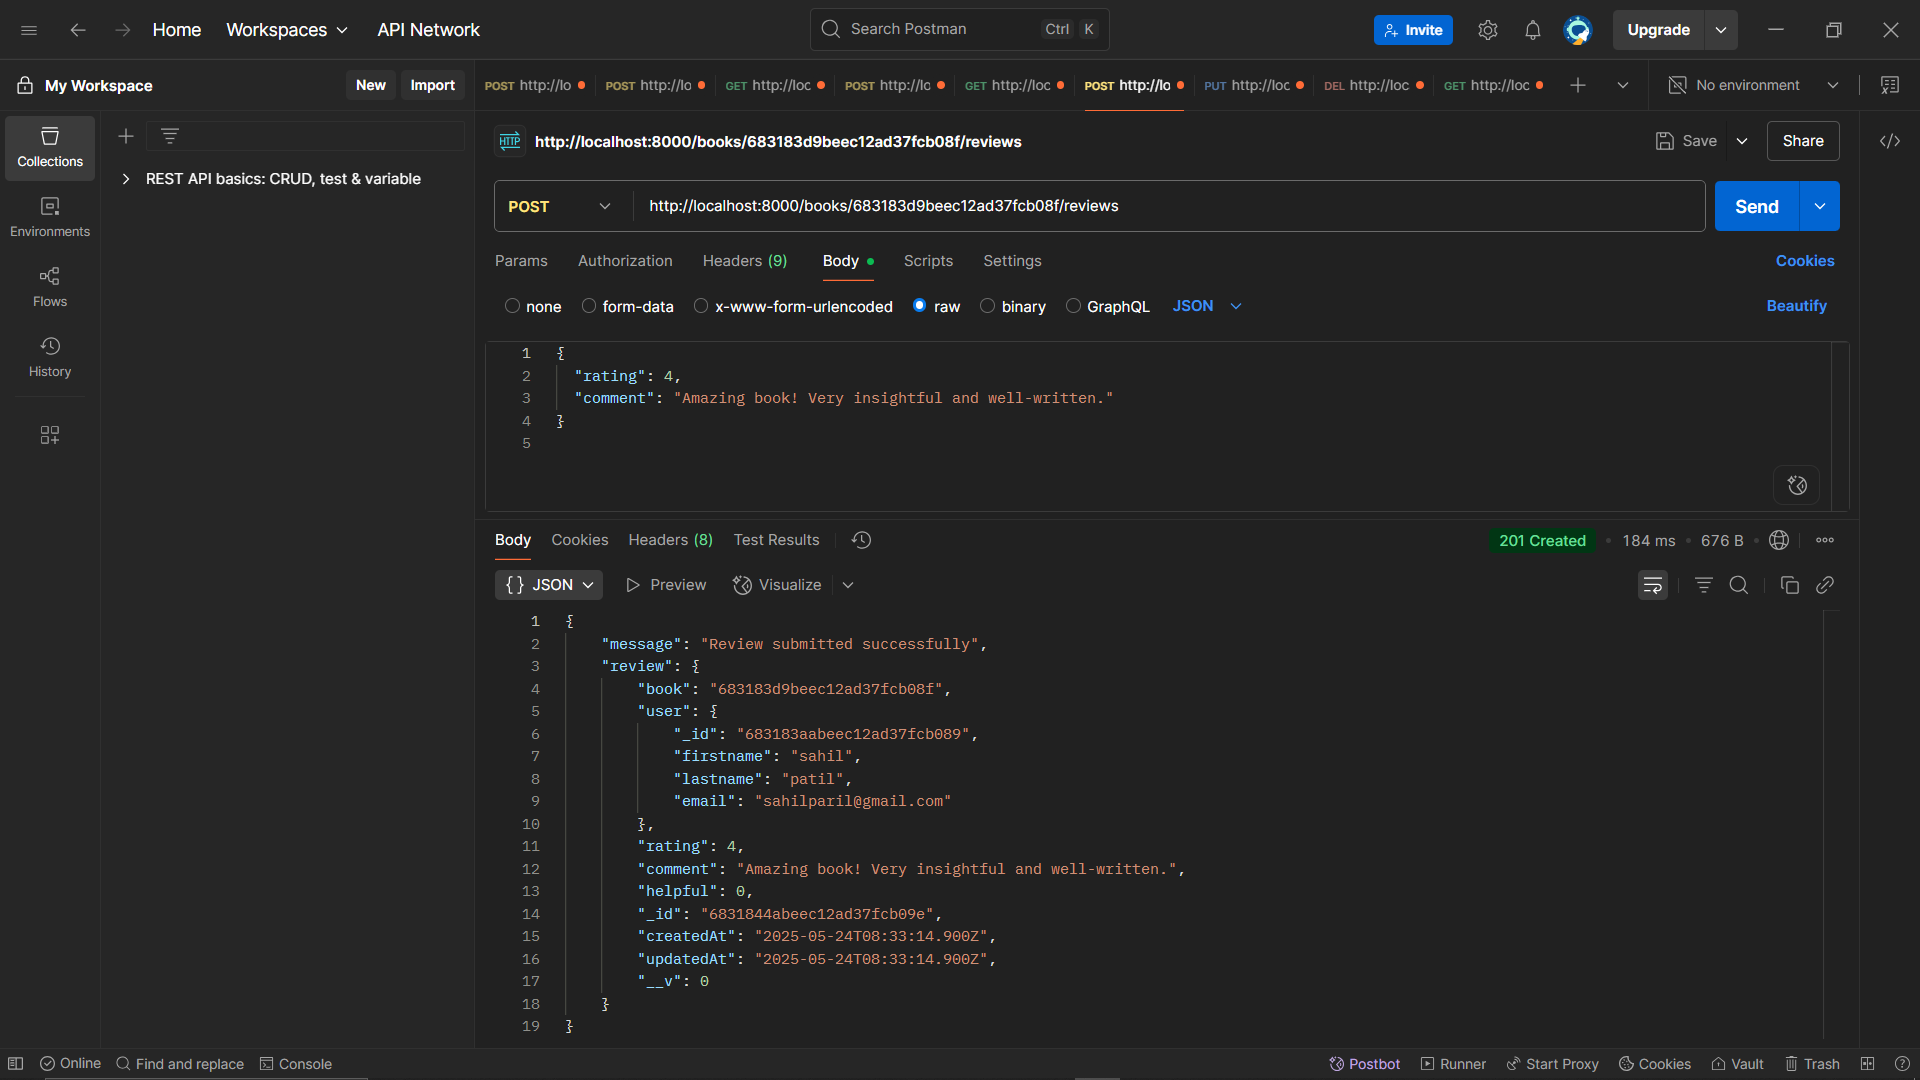 Home Workspaces API Network Search Postman Ctrl K Invite Upgrade
My Workspace New Import POST http://lo POST http://lo GET http://loc POST http://lo GET http://loc POST http://lo PUT http://loc DEL http://loc GET http://loc No environment
Collections
Environments
Flows
History
REST API basics: CRUD, test & variable
HTTP http://localhost:8000/books/683183d9beec12ad37fcb08f/reviews Save Share
POST http://localhost:8000/books/683183d9beec12ad37fcb08f/reviews Send
Params Authorization Headers (9) Body Scripts Settings Cookies
none form-data x-www-form-urlencoded raw binary GraphQL JSON Beautify
1 {
2 "rating": 4,
3 "comment": "Amazing book! Very insightful and well-written."
4 }
5
Body Cookies Headers (8) Test Results 201 Created 184 ms 676 B
{} JSON Preview Visualize
1 {
2 "message": "Review submitted successfully",
3 "review": {
4 "book": "683183d9beec12ad37fcb08f",
5 "user": {
6 "_id": "683183aabeec12ad37fcb089",
7 "firstname": "sahil",
8 "lastname": "patil",
9 "email": "sahilparil@gmail.com"
10 },
11 "rating": 4,
12 "comment": "Amazing book! Very insightful and well-written.",
13 "helpful": 0,
14 "_id": "6831844abeec12ad37fcb09e",
15 "createdAt": "2025-05-24T08:33:14.900Z",
16 "updatedAt": "2025-05-24T08:33:14.900Z",
17 "__v": 0
18 }
19 }
Online Find and replace Console Postbot Runner Start Proxy Cookies Vault Trash